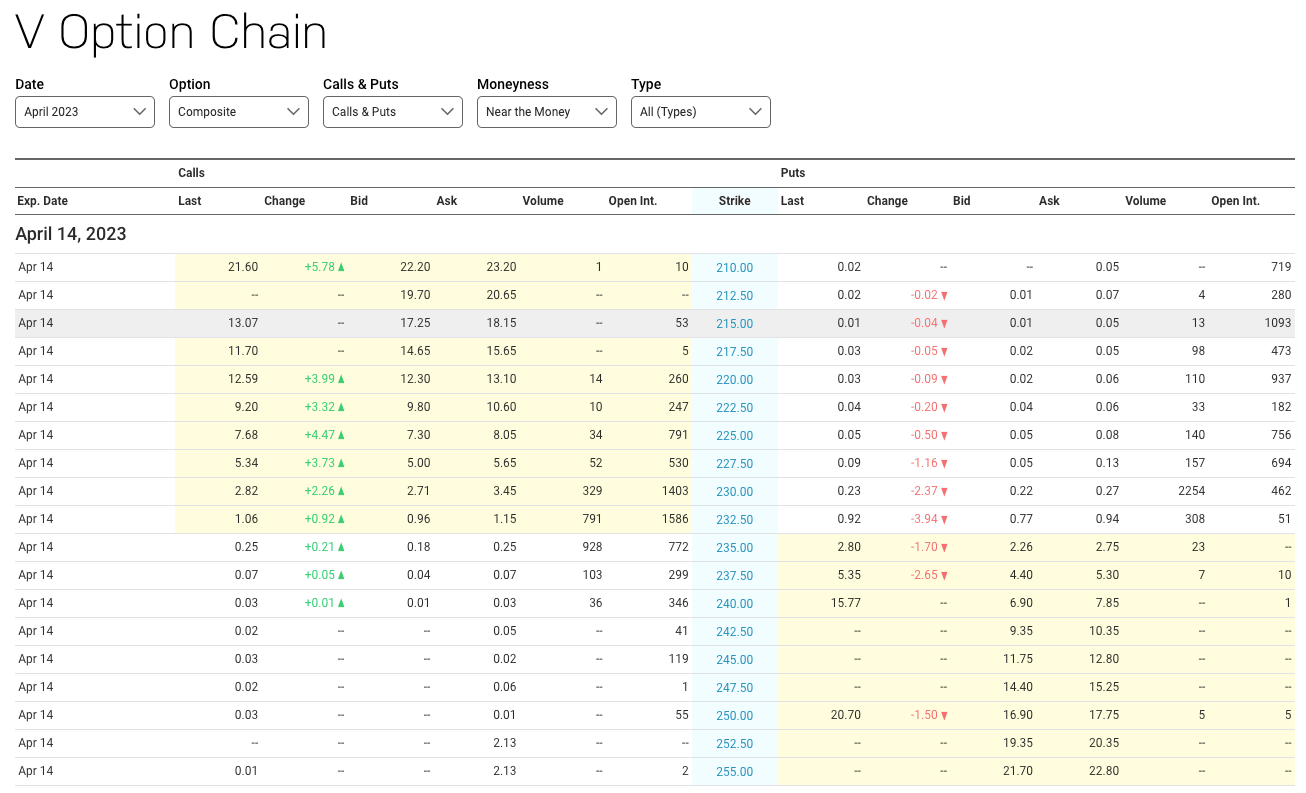 V Option Chain
Date Option Calls & Puts Moneyness Type
April 2023 Composite Calls & Puts Near the Money All (Types)
Calls Puts
Exp. Date Last Change Bid Ask Volume Open Int. Strike Last Change Bid Ask Volume Open Int.
April 14, 2023
Apr 14 21.60 +5.78▲ 22.20 23.20 1 10 210.00 0.02 -- -- 0.05 -- 719
Apr 14 -- -- 19.70 20.65 -- -- 212.50 0.02 -0.02▼ 0.01 0.07 4 280
Apr 14 13.07 -- 17.25 18.15 -- 53 215.00 0.01 -0.04▼ 0.01 0.05 13 1093
Apr 14 11.70 -- 14.65 15.65 -- 5 217.50 0.03 -0.05▼ 0.02 0.05 98 473
Apr 14 12.59 +3.99▲ 12.30 13.10 14 260 220.00 0.03 -0.09▼ 0.02 0.06 110 937
Apr 14 9.20 +3.32▲ 9.80 10.60 10 247 222.50 0.04 -0.20▼ 0.04 0.06 33 182
Apr 14 7.68 +4.47▲ 7.30 8.05 34 791 225.00 0.05 -0.50▼ 0.05 0.08 140 756
Apr 14 5.34 +3.73▲ 5.00 5.65 52 530 227.50 0.09 -1.16▼ 0.05 0.13 157 694
Apr 14 2.82 +2.26▲ 2.71 3.45 329 1403 230.00 0.23 -2.37▼ 0.22 0.27 2254 462
Apr 14 1.06 +0.92▲ 0.96 1.15 791 1586 232.50 0.92 -3.94▼ 0.77 0.94 308 51
Apr 14 0.25 +0.21▲ 0.18 0.25 928 772 235.00 2.80 -1.70▼ 2.26 2.75 23 --
Apr 14 0.07 +0.05▲ 0.04 0.07 103 299 237.50 5.35 -2.65▼ 4.40 5.30 7 10
Apr 14 0.03 +0.01▲ 0.01 0.03 36 346 240.00 15.77 -- 6.90 7.85 -- 1
Apr 14 0.02 -- -- 0.05 -- 41 242.50 -- -- 9.35 10.35 -- --
Apr 14 0.03 -- -- 0.02 -- 119 245.00 -- -- 11.75 12.80 -- --
Apr 14 0.02 -- -- 0.06 -- 1 247.50 -- -- 14.40 15.25 -- --
Apr 14 0.03 -- -- 0.01 -- 55 250.00 20.70 -1.50▼ 16.90 17.75 5 5
Apr 14 -- -- -- 2.13 -- -- 252.50 -- -- 19.35 20.35 -- --
Apr 14 0.01 -- -- 2.13 -- 2 255.00 -- -- 21.70 22.80 -- --